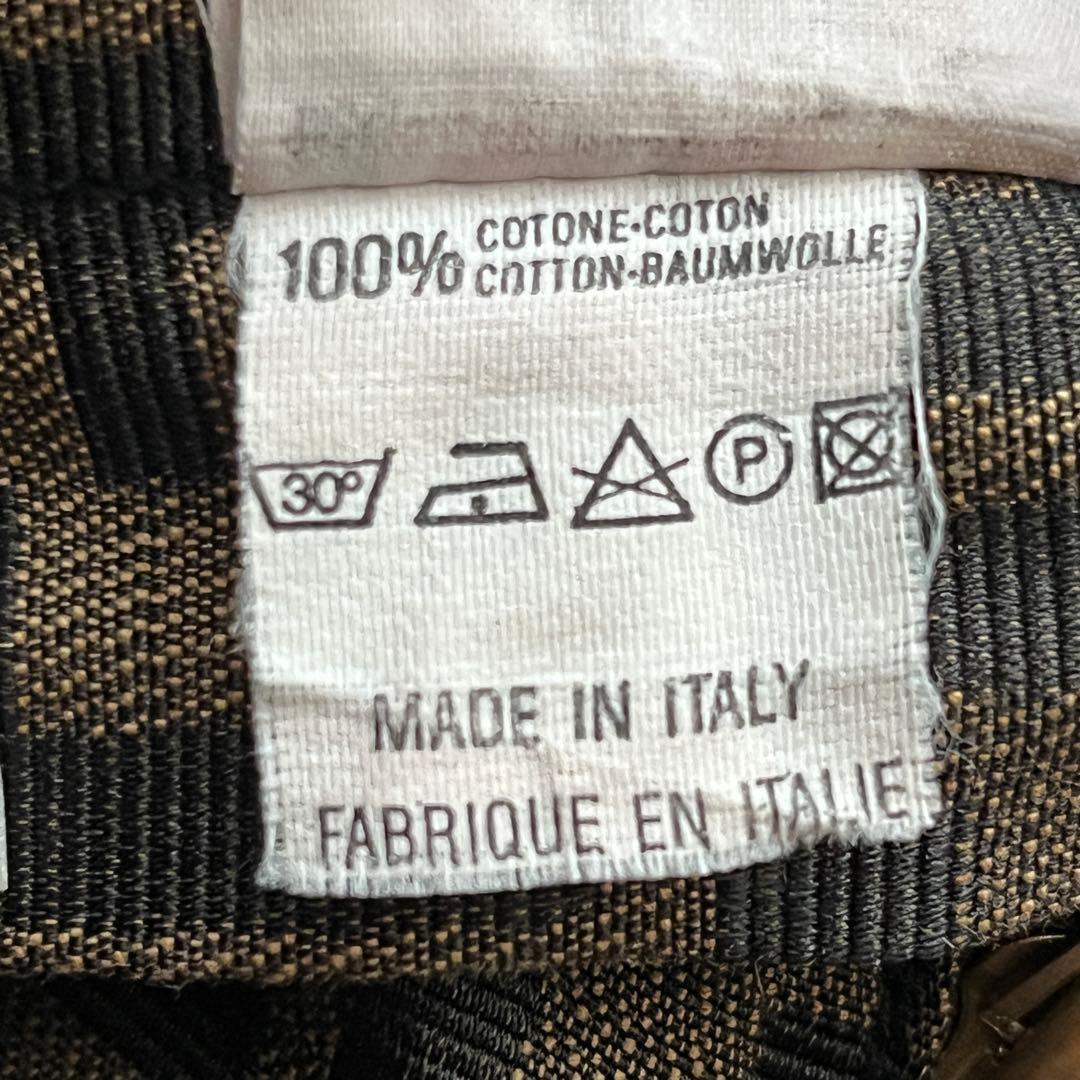 100% COTONE-COTON
COTTON-BAUMWOLLE
30° P
MADE IN ITALY
FABRIQUE EN ITALIE